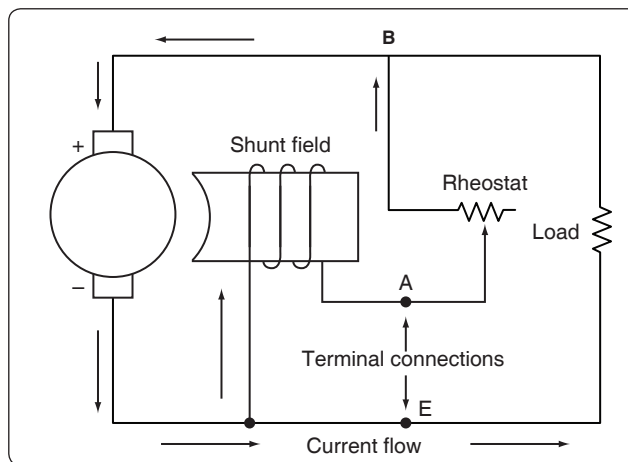 B
+
Shunt field
Rheostat
Load
A
–
Terminal connections
E
Current flow